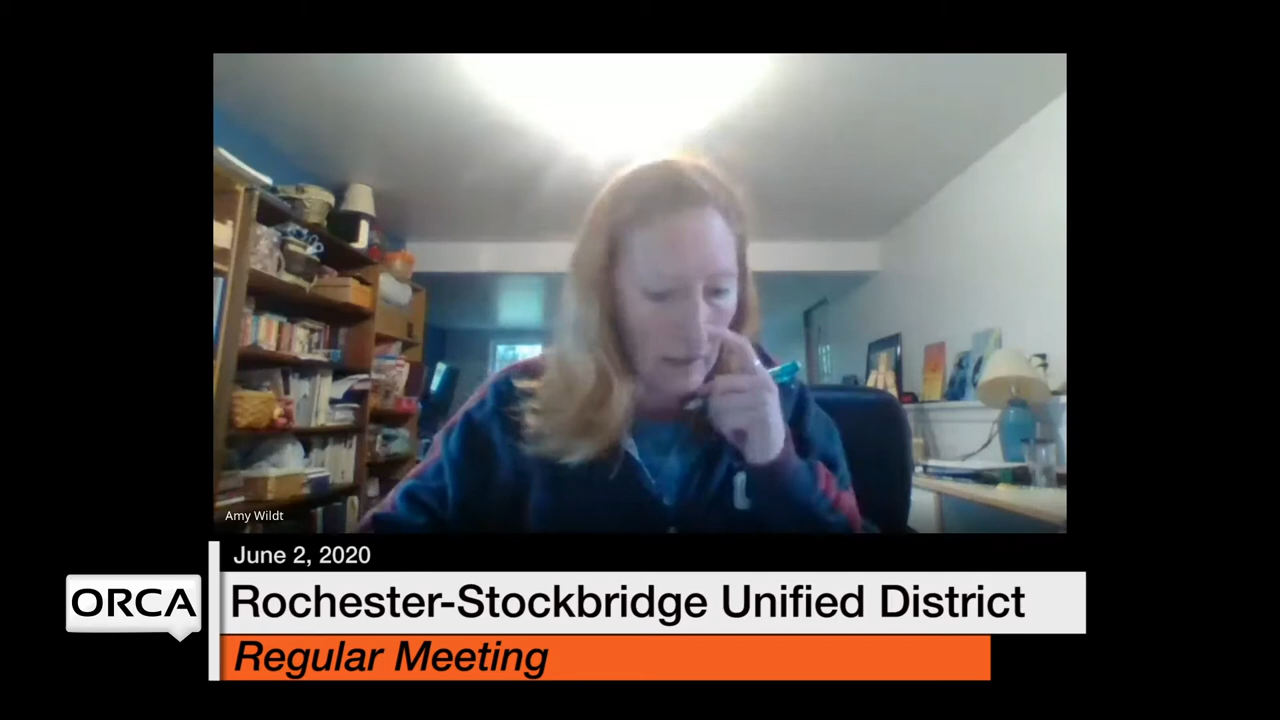 Amy Wildt
June 2, 2020
ORCA
Rochester-Stockbridge Unified District
Regular Meeting